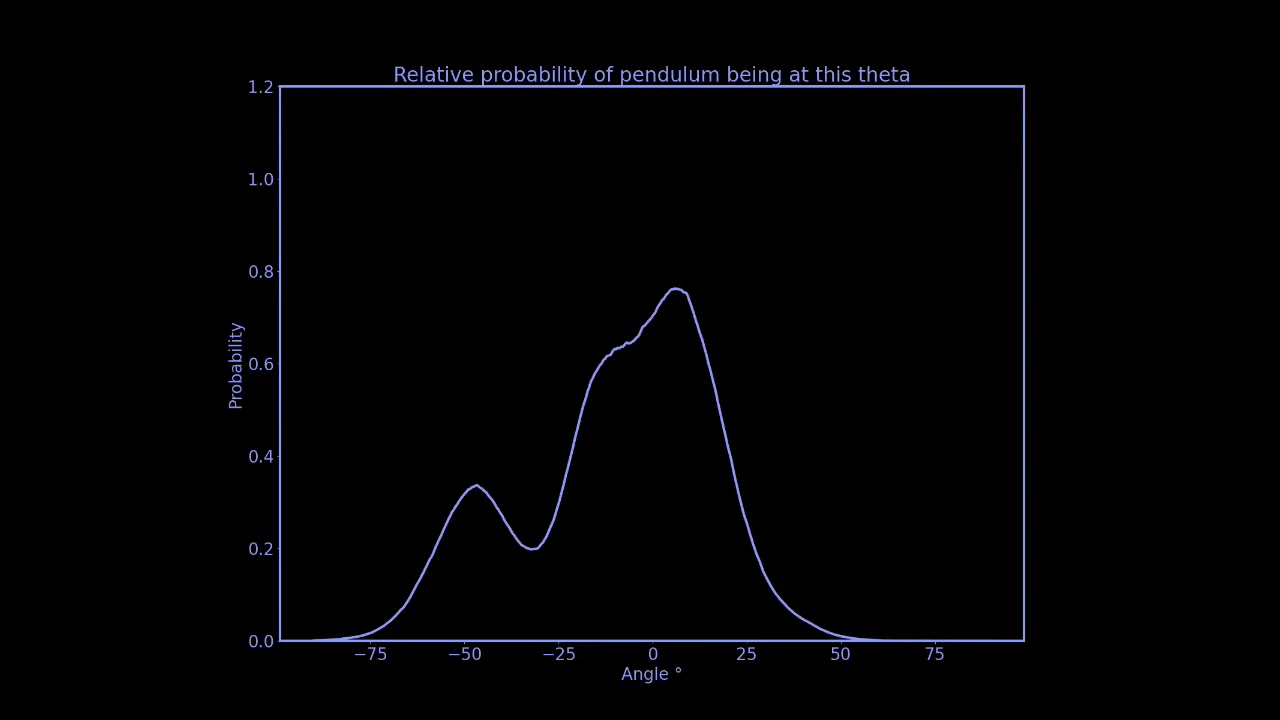 Relative probability of pendulum being at this theta
1.2
1.0
0.8
0.6
0.4
0.2
0.0
Probability
−75 −50 −25 0 25 50 75
Angle °